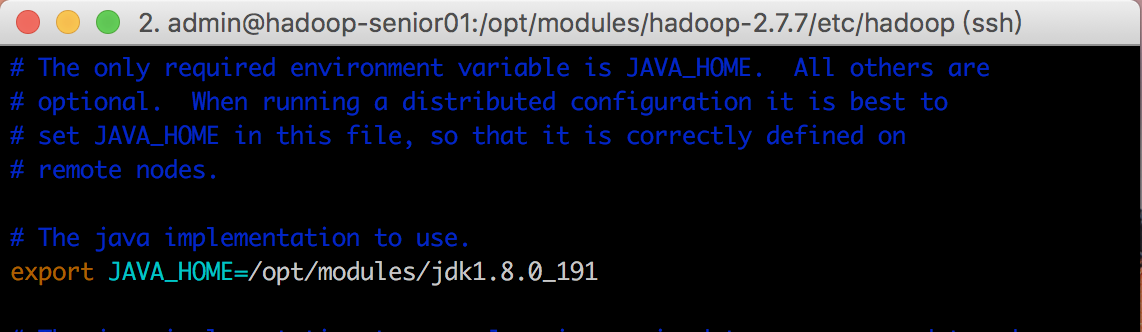 2. admin@hadoop-senior01:/opt/modules/hadoop-2.7.7/etc/hadoop (ssh)
# The only required environment variable is JAVA_HOME.  All others are
# optional.  When running a distributed configuration it is best to
# set JAVA_HOME in this file, so that it is correctly defined on
# remote nodes.
# The java implementation to use.
export JAVA_HOME=/opt/modules/jdk1.8.0_191